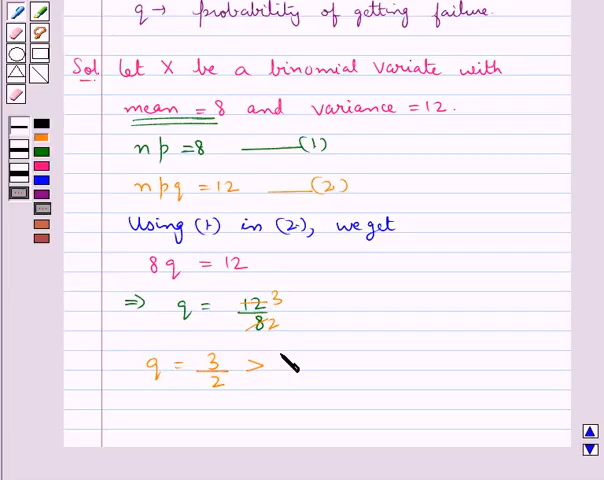 q → probability of getting failure.
Sol Let X be a binomial variate with
mean = 8 and variance = 12.
np = 8 ——— (1)
npq = 12 ——— (2)
Using (1) in (2), we get
8q = 12
⇒ q = 12/8 3/2
q = 3/2 >